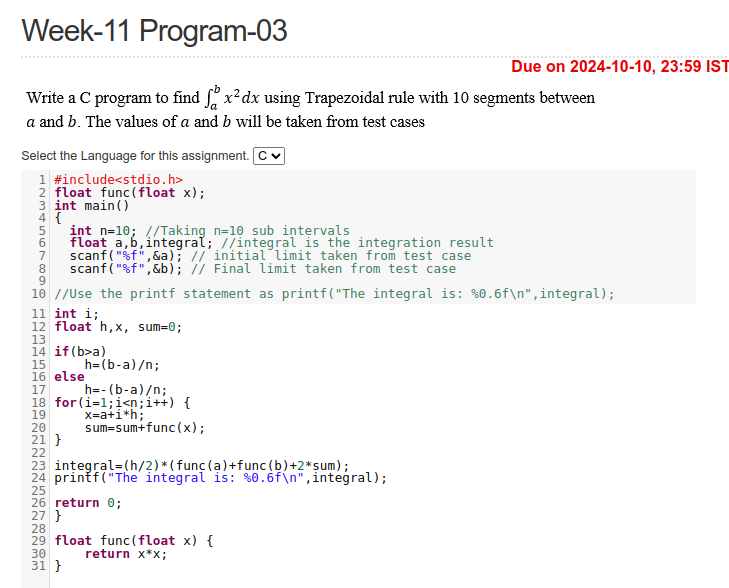 Week-11 Program-03
Due on 2024-10-10, 23:59 IST
Write a C program to find ∫ₐᵇ x²dx using Trapezoidal rule with 10 segments between
a and b. The values of a and b will be taken from test cases
Select the Language for this assignment. C
1 #include<stdio.h>
2 float func(float x);
3 int main()
4 {
5   int n=10; //Taking n=10 sub intervals
6   float a,b,integral; //integral is the integration result
7   scanf("%f",&a); // initial limit taken from test case
8   scanf("%f",&b); // Final limit taken from test case
9
10 //Use the printf statement as printf("The integral is: %0.6f\n",integral);
11 int i;
12 float h,x, sum=0;
13
14 if(b>a)
15     h=(b-a)/n;
16 else
17     h=-(b-a)/n;
18 for(i=1;i<n;i++) {
19     x=a+i*h;
20     sum=sum+func(x);
21 }
22
23 integral=(h/2)*(func(a)+func(b)+2*sum);
24 printf("The integral is: %0.6f\n",integral);
25
26 return 0;
27 }
28
29 float func(float x) {
30     return x*x;
31 }